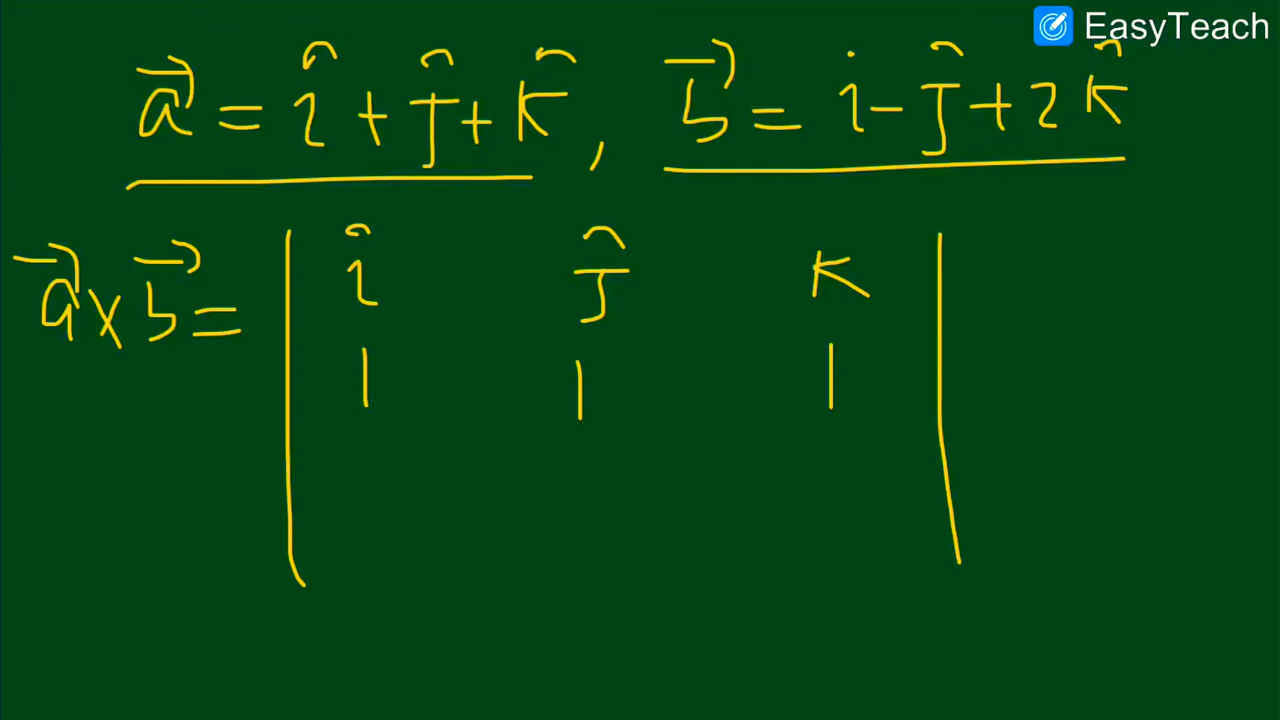 EasyTeach
a⃗ = î + ĵ + k̂ , b⃗ = i - ĵ + 2k̂
a⃗ × b⃗ = | î ĵ k |
1 1 1